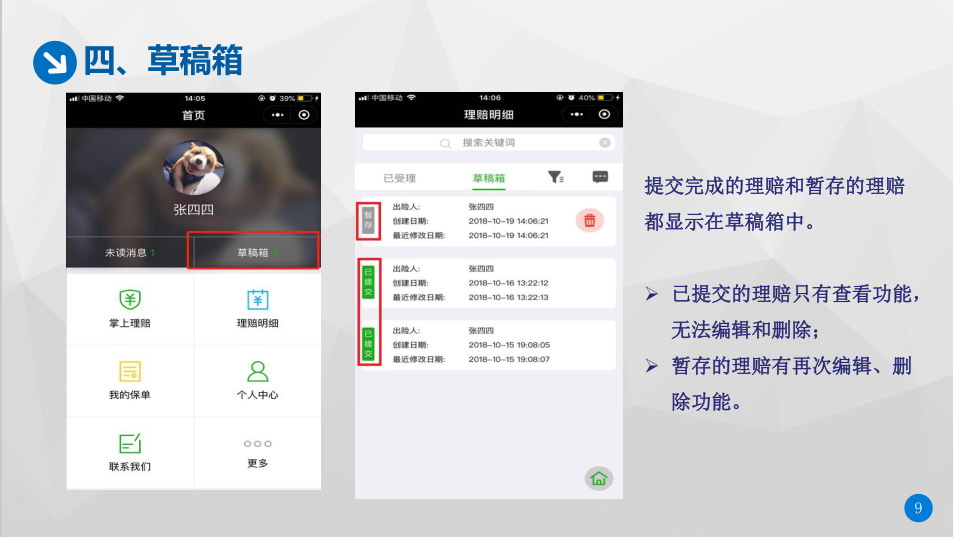 四、草稿箱
中国移动 14:05 39%
首页
张四四
未读消息 1
草稿箱
掌上理赔
理赔明细
我的保单
个人中心
联系我们
更多
中国移动 14:06 40%
理赔明细
搜索关键词
已受理 草稿箱
暂存
出险人: 张四四
创建日期: 2018-10-19 14:06:21
最近修改日期: 2018-10-19 14:06:21
已提交
出险人: 张四四
创建日期: 2018-10-16 13:22:12
最近修改日期: 2018-10-16 13:22:13
已提交
出险人: 张四四
创建日期: 2018-10-15 19:08:05
最近修改日期: 2018-10-15 19:08:07
提交完成的理赔和暂存的理赔
都显示在草稿箱中。
➢ 已提交的理赔只有查看功能，
无法编辑和删除；
➢ 暂存的理赔有再次编辑、删
除功能。
9